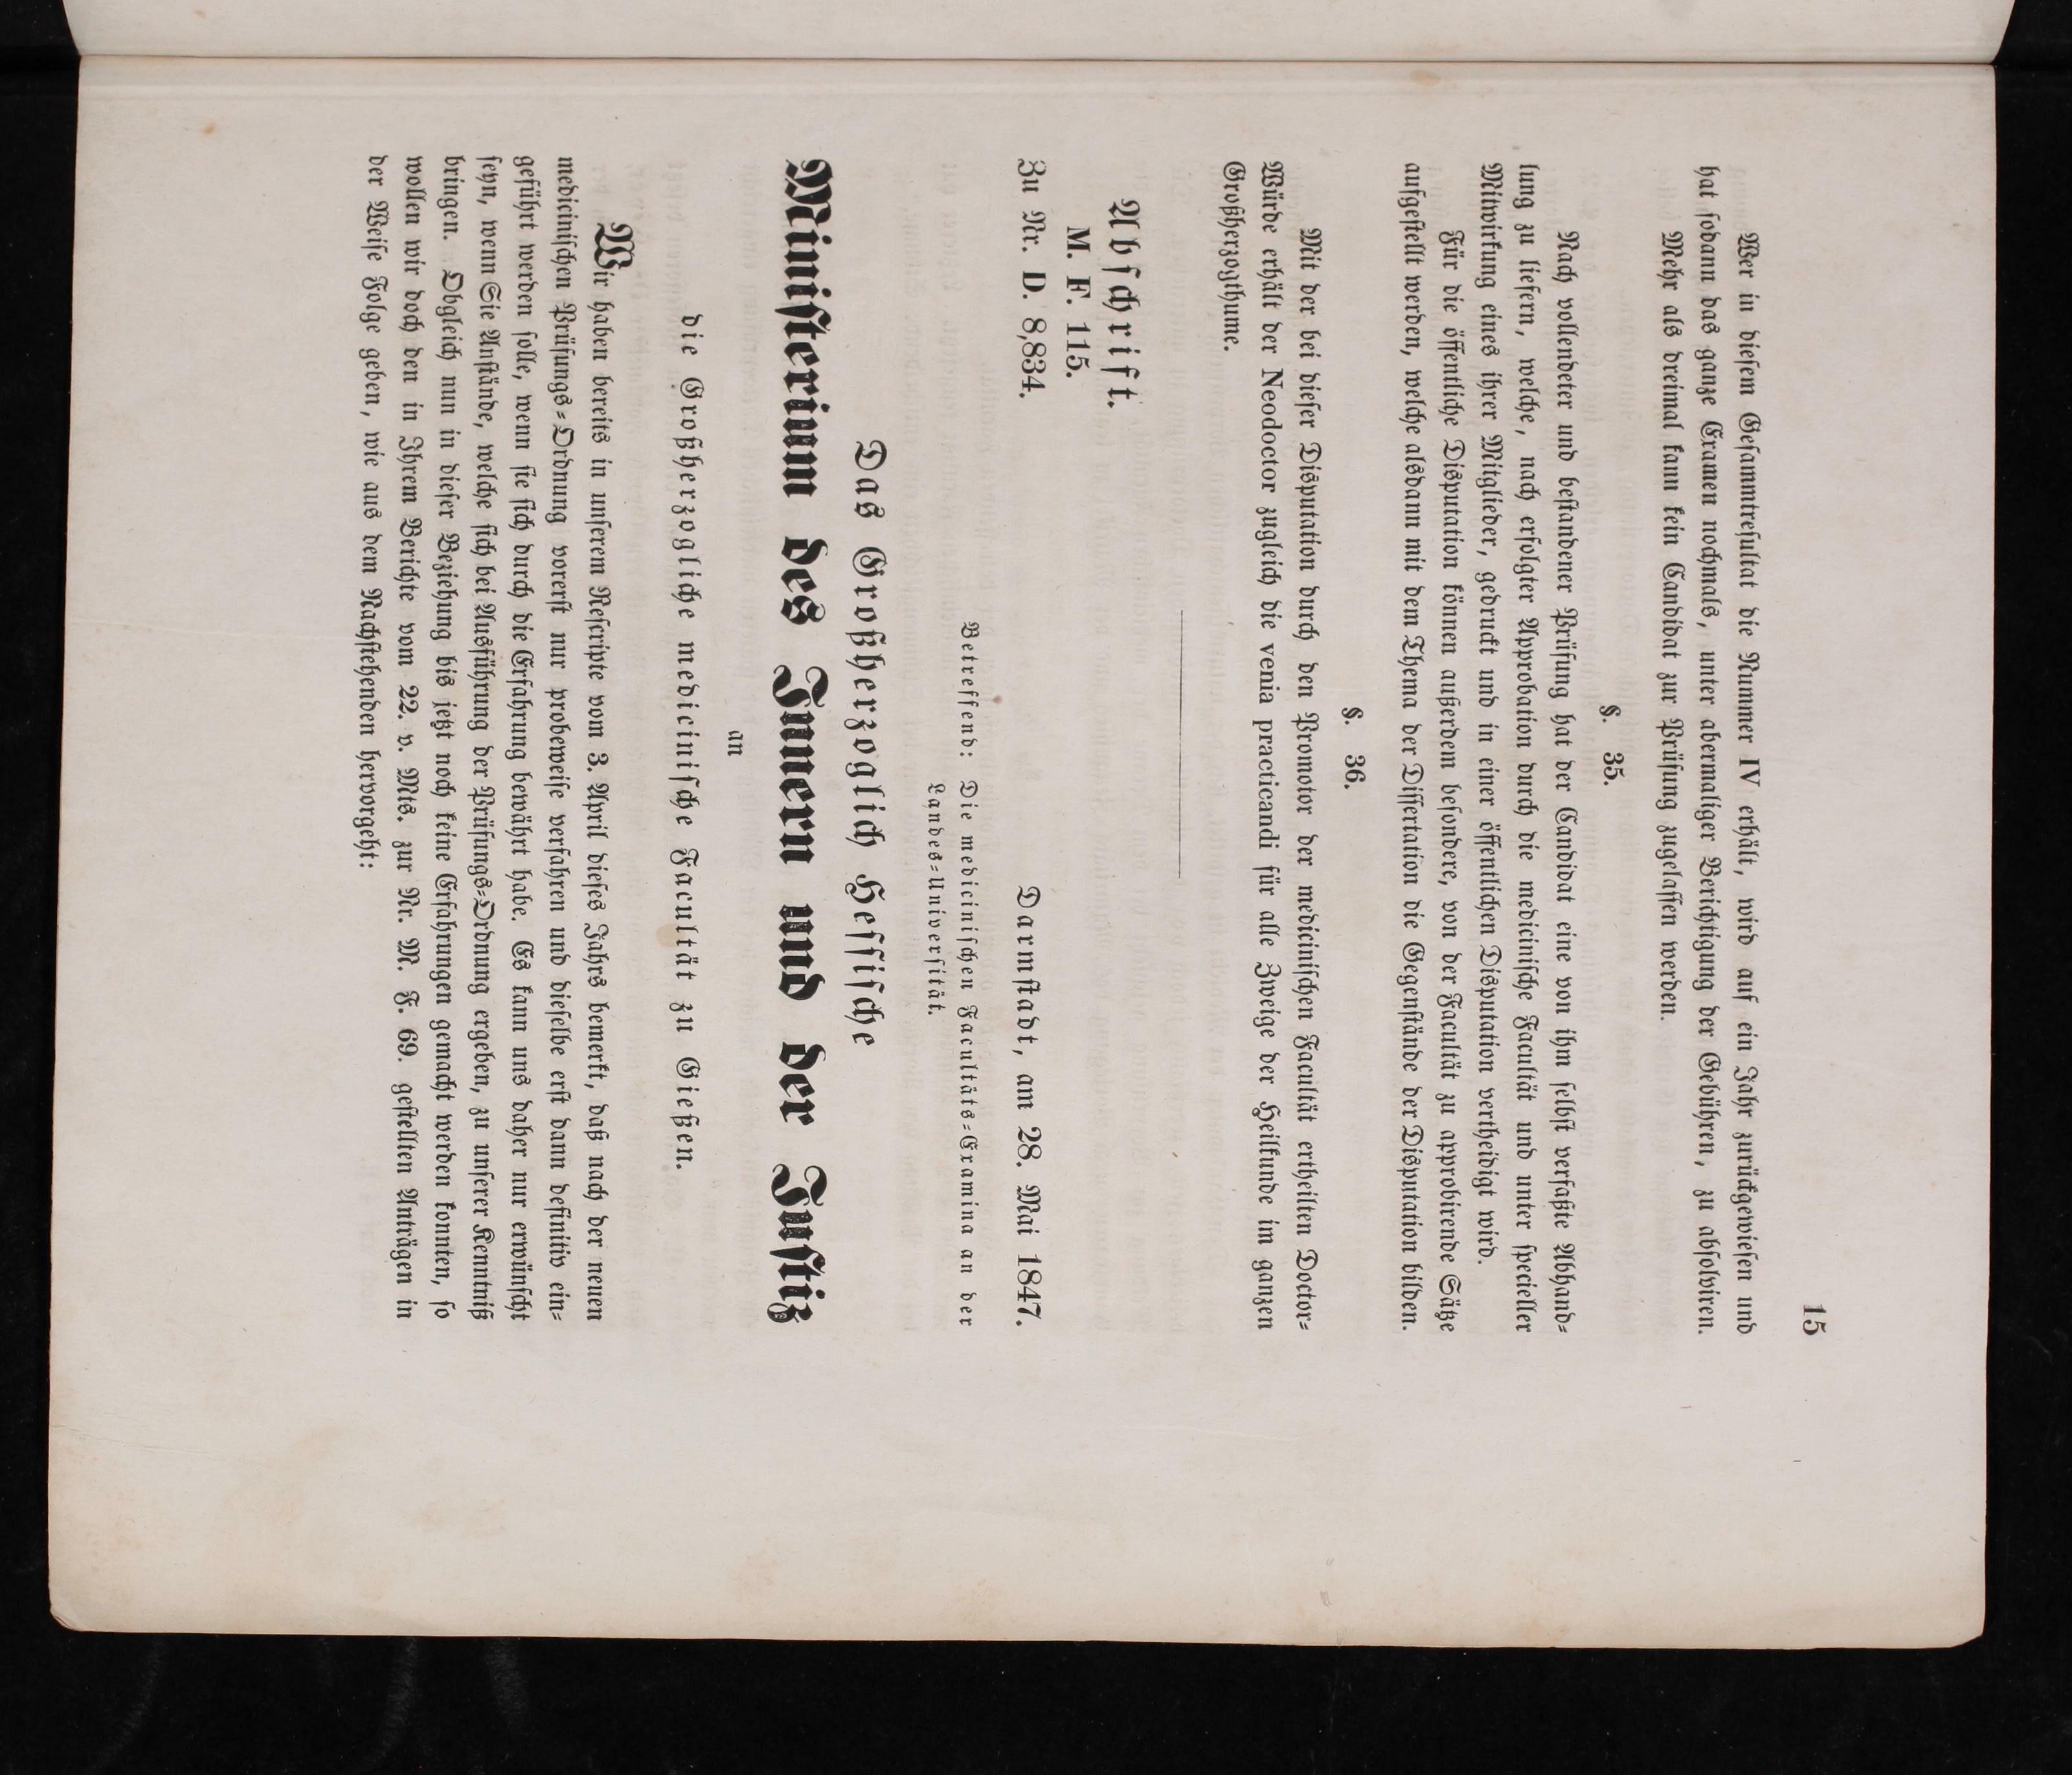 15
Wer in diesem Gesammtresultat die Nummer IV erhält, wird auf ein Jahr zurückgewiesen und
hat sodann das ganze Examen nochmals, unter abermaliger Berichtigung der Gebühren, zu absolviren.
Mehr als dreimal kann kein Candidat zur Prüfung zugelassen werden.
§. 35.
Nach vollendeter und bestandener Prüfung hat der Candidat eine von ihm selbst verfaßte Abhand-
lung zu liefern, welche, nach erfolgter Approbation durch die medicinische Facultät und unter specieller
Mitwirkung eines ihrer Mitglieder, gedruckt und in einer öffentlichen Disputation vertheidigt wird.
Für die öffentliche Disputation können außerdem besondere, von der Facultät zu approbirende Sätze
aufgestellt werden, welche alsdann mit dem Thema der Dissertation die Gegenstände der Disputation bilden.
§. 36.
Mit der bei dieser Disputation durch den Promotor der medicinischen Facultät ertheilten Doctor-
Würde erhält der Neodoctor zugleich die venia practicandi für alle Zweige der Heilkunde im ganzen
Großherzogthume.
Abschrift.
M. F. 115.
Zu Nr. D. 8,834. Darmstadt, am 28. Mai 1847.
Betreffend: Die medicinischen Facultäts-Examina an der
Landes-Universität.
Das Großherzoglich Hessische
Ministerium des Innern und der Justiz
an
die Großherzogliche medicinische Facultät zu Gießen.
Wir haben bereits in unserem Rescripte vom 3. April dieses Jahrs bemerkt, daß nach der neuen
medicinischen Prüfungs-Ordnung vorerst nur probeweise verfahren und dieselbe erst dann definitiv ein-
geführt werden solle, wenn sie sich durch die Erfahrung bewährt habe. Es kann uns daher nur erwünscht
seyn, wenn Sie Anstände, welche sich bei Ausführung der Prüfungs-Ordnung ergeben, zu unserer Kenntniß
bringen. Obgleich nun in dieser Beziehung bis jetzt noch keine Erfahrungen gemacht werden konnten, so
wollen wir doch den in Ihrem Berichte vom 22. v. Mts. zur Nr. M. F. 69. gestellten Anträgen in
der Weise Folge geben, wie aus dem Nachstehenden hervorgeht: